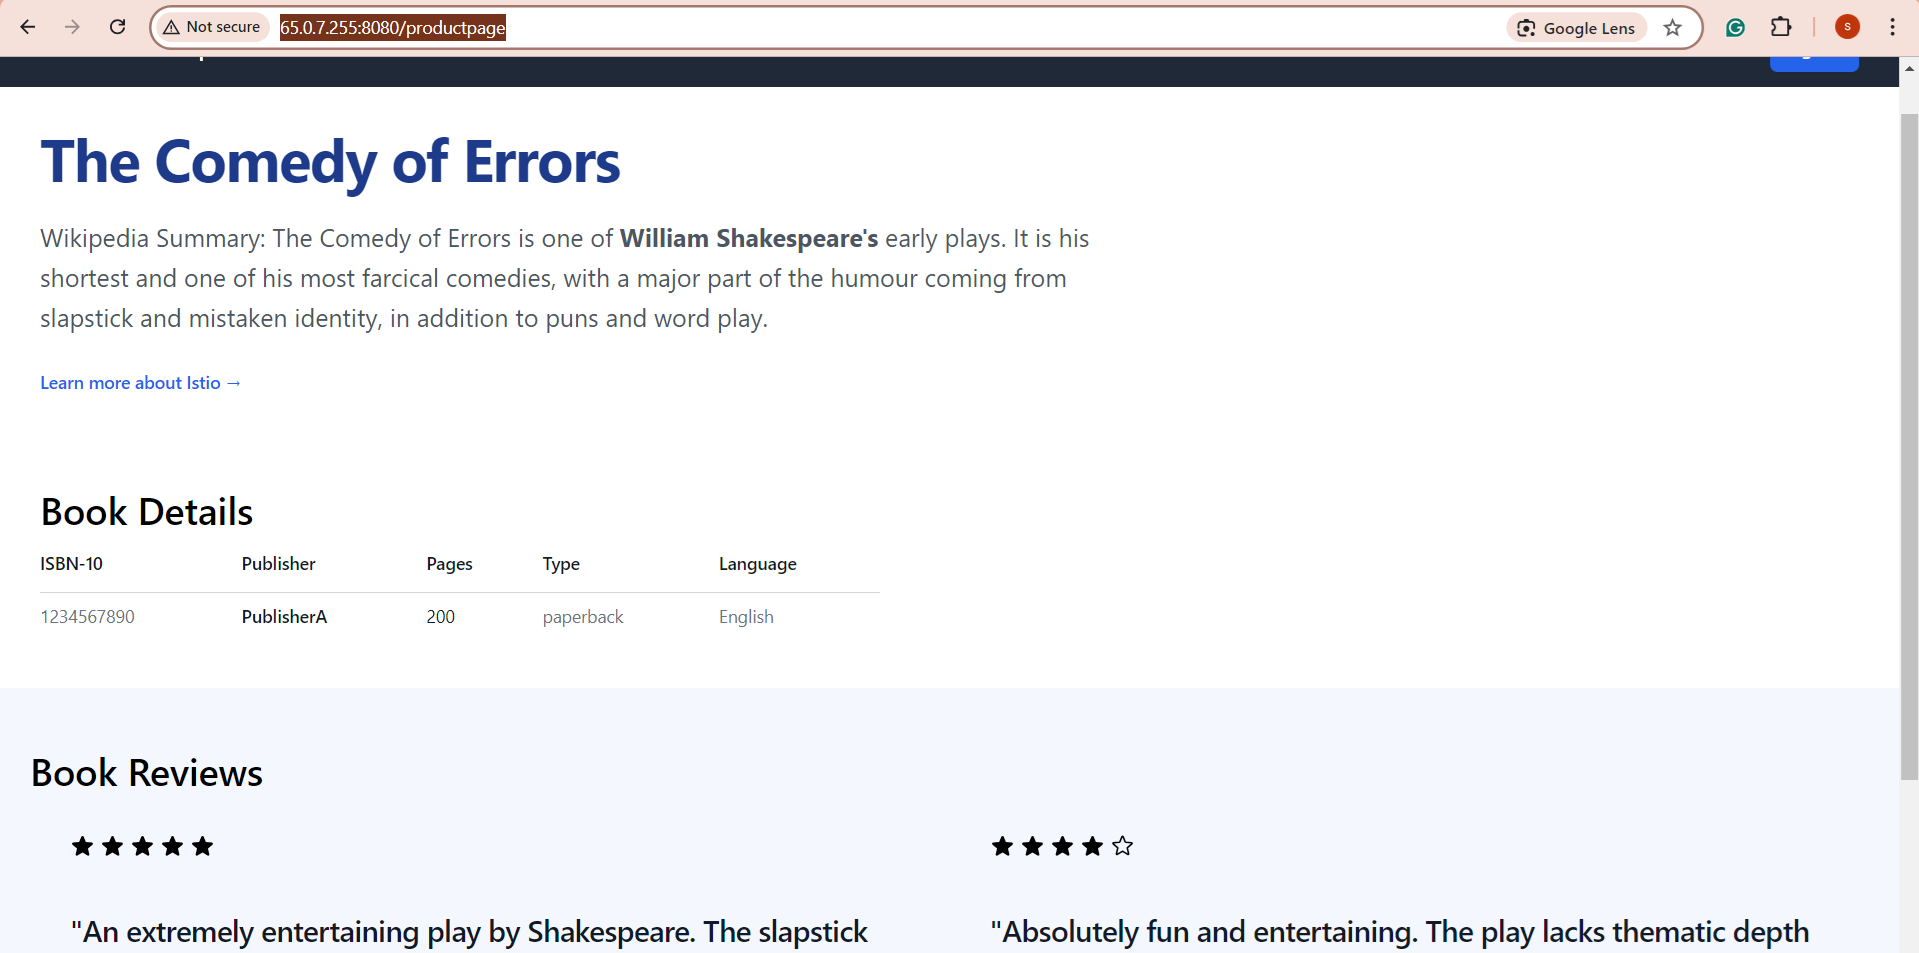 Not secure
65.0.7.255:8080/productpage
Google Lens
S
The Comedy of Errors
Wikipedia Summary: The Comedy of Errors is one of William Shakespeare's early plays. It is his
shortest and one of his most farcical comedies, with a major part of the humour coming from
slapstick and mistaken identity, in addition to puns and word play.
Learn more about Istio →
Book Details
ISBN-10 Publisher Pages Type Language
1234567890 PublisherA 200 paperback English
Book Reviews
"An extremely entertaining play by Shakespeare. The slapstick
"Absolutely fun and entertaining. The play lacks thematic depth